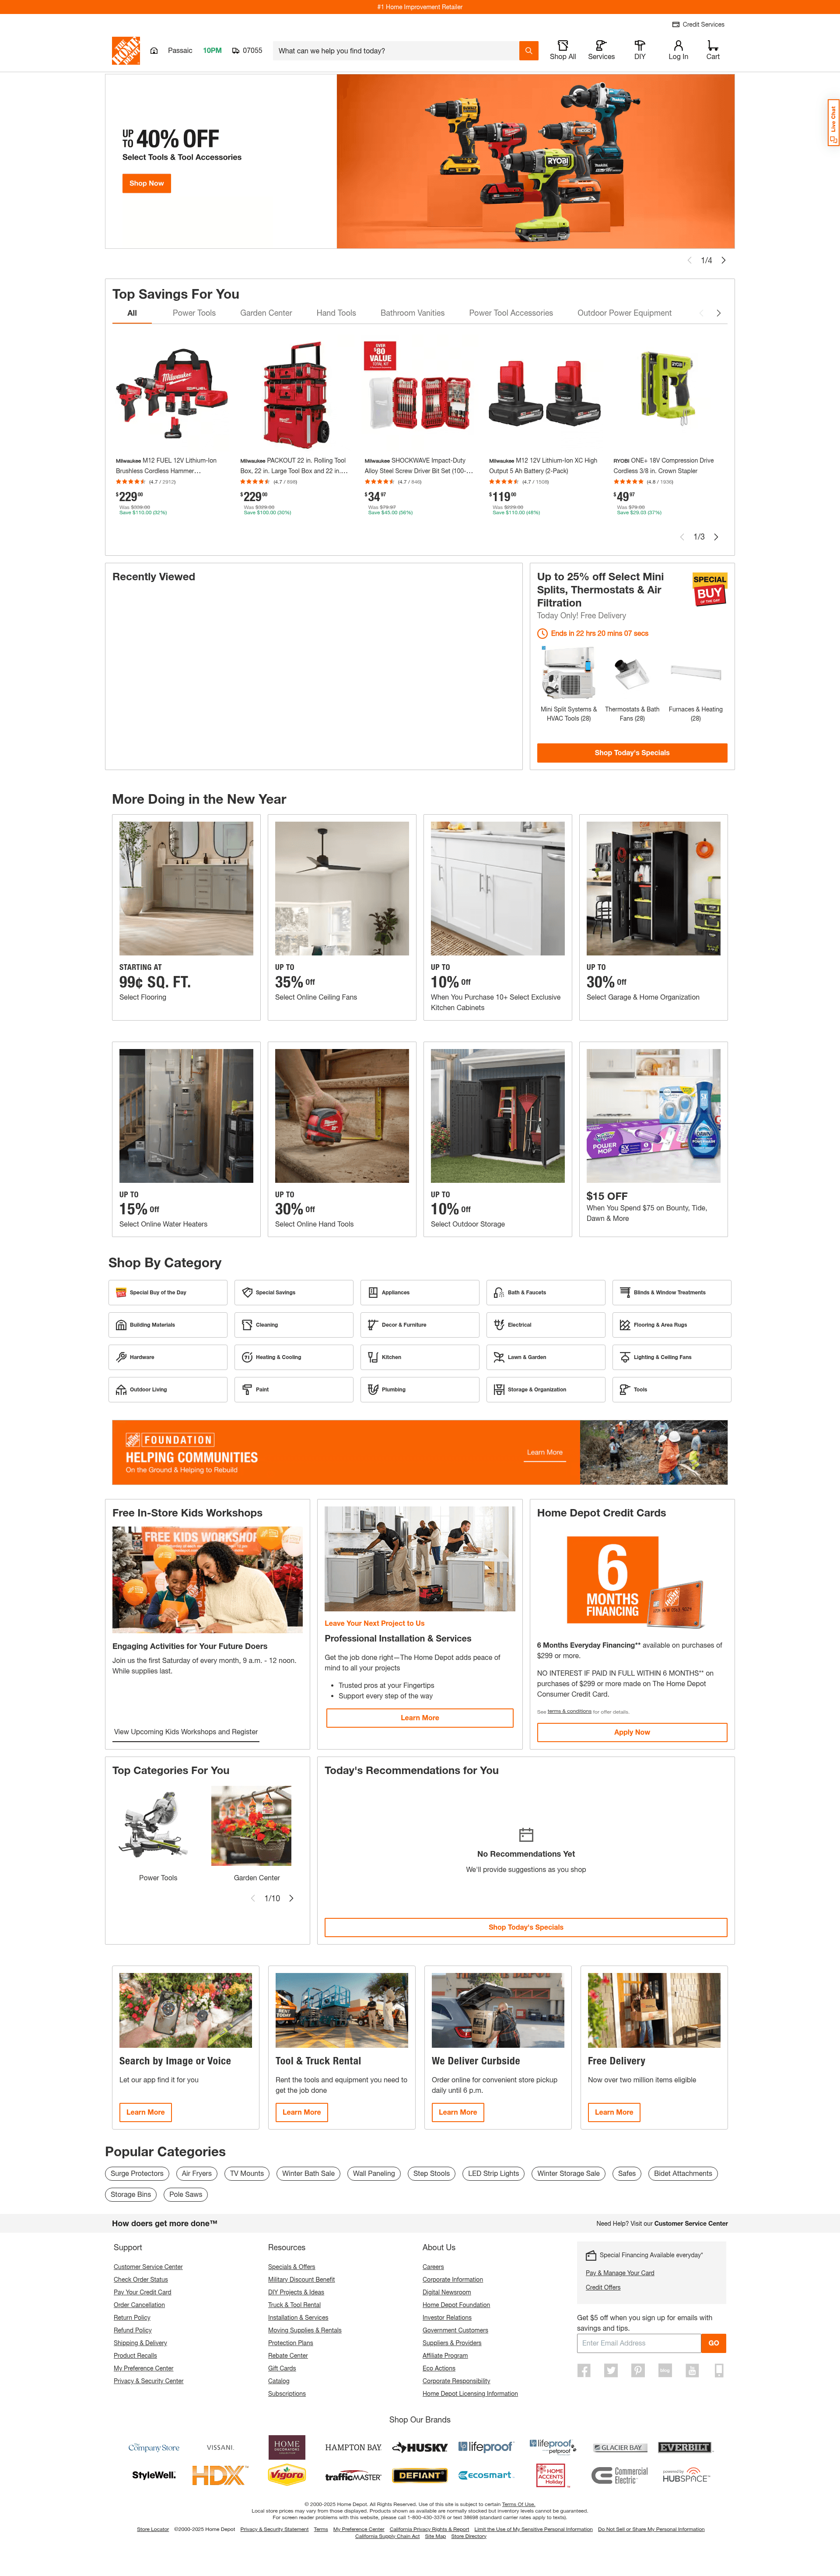 #1 Home Improvement Retailer
Credit Services
THE HOME DEPOT
Passaic
10PM
07055
What can we help you find today?
Shop All
Services
DIY
Log In
Cart
Live Chat
UP TO 40% OFF
Select Tools & Tool Accessories
Shop Now
RYOBI
1/4
Top Savings For You
All
Power Tools
Garden Center
Hand Tools
Bathroom Vanities
Power Tool Accessories
Outdoor Power Equipment
OVER $80 VALUE
Milwaukee M12 FUEL 12V Lithium-Ion
Brushless Cordless Hammer…
(4.7 / 2913)
$229.00
Was $339.00
Save $110.00 (32%)
Milwaukee PACKOUT 22 in. Rolling Tool
Box, 22 in. Large Tool Box and 22 in.…
$229.00
Was $329.00
Save $100.00 (30%)
Milwaukee SHOCKWAVE Impact-Duty
Alloy Steel Screw Driver Bit Set (100-…
$34.97
Was $79.97
Save $45.00 (56%)
Milwaukee M12 12V Lithium-Ion XC High
Output 5 Ah Battery (2-Pack)
$119.00
Was $229.00
Save $110.00 (48%)
RYOBI ONE+ 18V Compression Drive
Cordless 3/8 in. Crown Stapler
$49.97
Was $79.00
Save $29.03 (37%)
1/3
Recently Viewed
Up to 25% off Select Mini
Splits, Thermostats & Air
Filtration
SPECIAL BUY OF THE DAY
Today Only! Free Delivery
Ends in 22 hrs 20 mins 07 secs
Mini Split Systems &
HVAC Tools (28)
Thermostats & Bath
Fans (29)
Furnaces & Heating
(28)
Shop Today's Specials
More Doing in the New Year
STARTING AT
99¢ SQ. FT.
Select Flooring
UP TO
35% Off
Select Online Ceiling Fans
UP TO
10% Off
When You Purchase 10+ Select Exclusive
Kitchen Cabinets
UP TO
30% Off
Select Garage & Home Organization
UP TO
15% Off
Select Online Water Heaters
UP TO
30% Off
Select Online Hand Tools
UP TO
10% Off
Select Outdoor Storage
POWER MOP
$15 OFF
When You Spend $75 on Bounty, Tide,
Dawn & More
Shop By Category
Special Buy of the Day
Special Savings
Appliances
Bath & Faucets
Blinds & Window Treatments
Building Materials
Cleaning
Decor & Furniture
Electrical
Flooring & Area Rugs
Hardware
Heating & Cooling
Kitchen
Lawn & Garden
Lighting & Ceiling Fans
Outdoor Living
Paint
Plumbing
Storage & Organization
Tools
FOUNDATION
HELPING COMMUNITIES
On the Ground & Helping to Rebuild
Learn More
Free In-Store Kids Workshops
FREE KIDS WORKSHOP
Engaging Activities for Your Future Doers
Join us the first Saturday of every month, 9 a.m. - 12 noon.
While supplies last.
View Upcoming Kids Workshops and Register
Leave Your Next Project to Us
Professional Installation & Services
Get the job done right—The Home Depot adds peace of
mind to all your projects
• Trusted pros at your Fingertips
• Support every step of the way
Learn More
Home Depot Credit Cards
6
MONTHS
FINANCING
6 Months Everyday Financing** available on purchases of
$299 or more.
NO INTEREST IF PAID IN FULL WITHIN 6 MONTHS** on
purchases of $299 or more made on The Home Depot
Consumer Credit Card.
See terms & conditions for offer details.
Apply Now
Top Categories For You
Power Tools
Garden Center
1/10
Today's Recommendations for You
No Recommendations Yet
We'll provide suggestions as you shop
Shop Today's Specials
Search by Image or Voice
Let our app find it for you
Learn More
Tool & Truck Rental
Rent the tools and equipment you need to
get the job done
Learn More
We Deliver Curbside
Order online for convenient store pickup
daily until 6 p.m.
Learn More
Free Delivery
Now over two million items eligible
Learn More
Popular Categories
Surge Protectors
Air Fryers
TV Mounts
Winter Bath Sale
Wall Paneling
Step Stools
LED Strip Lights
Winter Storage Sale
Safes
Bidet Attachments
Storage Bins
Pole Saws
How doers get more done™
Need Help? Visit our Customer Service Center
Support
Customer Service Center
Check Order Status
Pay Your Credit Card
Order Cancellation
Return Policy
Refund Policy
Shipping & Delivery
Product Recalls
My Preference Center
Privacy & Security Center
Resources
Specials & Offers
Military Discount Benefit
DIY Projects & Ideas
Truck & Tool Rental
Installation & Services
Moving Supplies & Rentals
Protection Plans
Rebate Center
Gift Cards
Catalog
Subscriptions
About Us
Careers
Corporate Information
Digital Newsroom
Home Depot Foundation
Investor Relations
Government Customers
Suppliers & Providers
Affiliate Program
Eco Actions
Corporate Responsibility
Home Depot Licensing Information
Special Financing Available everyday*
Pay & Manage Your Card
Credit Offers
Get $5 off when you sign up for emails with
savings and tips.
Enter Email Address
GO
Shop Our Brands
Company Store
VISSANI.
HOME DECORATORS
HAMPTON BAY
HUSKY
lifeproof
lifeproof petproof
GLACIER BAY
EVERBILT
StyleWell.
HDX
Vigoro
trafficMASTER
DEFIANT
ecosmart
HOME ACCENTS Holiday
Commercial Electric
powered by HUBSPACE
© 2000-2025 Home Depot. All Rights Reserved. Use of this site is subject to certain Terms Of Use.
Local store prices may vary from those displayed. Products shown as available are normally stocked but inventory levels cannot be guaranteed.
For screen reader problems with this website, please call 1-800-430-3376 or text 38698 (standard carrier rates apply to texts).
Store Locator ©2000-2025 Home Depot Privacy & Security Statement Terms My Preference Center California Privacy Rights & Report Limit the Use of My Sensitive Personal Information Do Not Sell or Share My Personal Information
California Supply Chain Act Site Map Store Directory